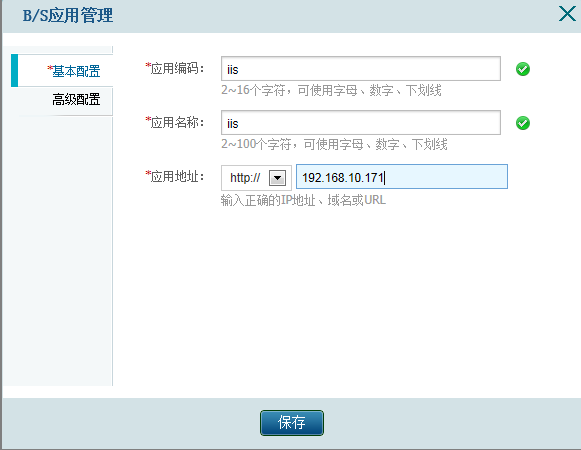 B/S应用管理
*基本配置
高级配置
*应用编码： iis
2~16个字符，可使用字母、数字、下划线
*应用名称： iis
2~100个字符，可使用字母、数字、下划线
*应用地址： http:// 192.168.10.171
输入正确的IP地址、域名或URL
保存